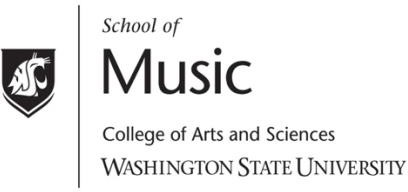 School of
Music
College of Arts and Sciences
WASHINGTON STATE UNIVERSITY